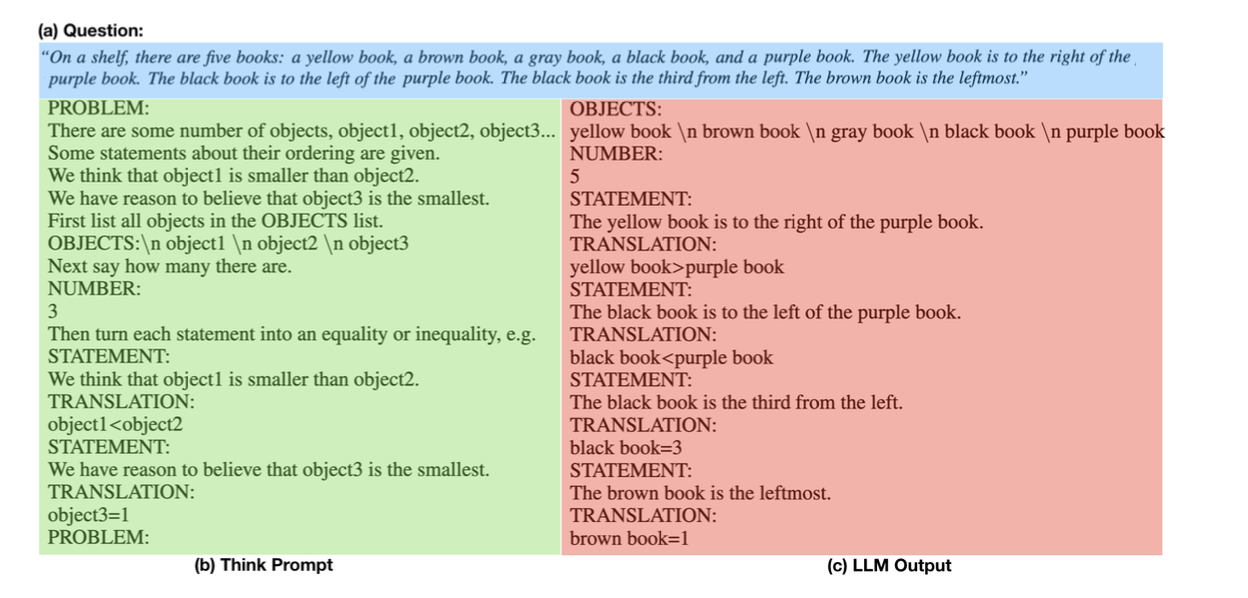 (a) Question:
“On a shelf, there are five books: a yellow book, a brown book, a gray book, a black book, and a purple book. The yellow book is to the right of the
purple book. The black book is to the left of the purple book. The black book is the third from the left. The brown book is the leftmost.”
PROBLEM:
There are some number of objects, object1, object2, object3...
Some statements about their ordering are given.
We think that object1 is smaller than object2.
We have reason to believe that object3 is the smallest.
First list all objects in the OBJECTS list.
OBJECTS:\n object1 \n object2 \n object3
Next say how many there are.
NUMBER:
3
Then turn each statement into an equality or inequality, e.g.
STATEMENT:
We think that object1 is smaller than object2.
TRANSLATION:
object1<object2
STATEMENT:
We have reason to believe that object3 is the smallest.
TRANSLATION:
object3=1
PROBLEM:
(b) Think Prompt
OBJECTS:
yellow book \n brown book \n gray book \n black book \n purple book
NUMBER:
5
STATEMENT:
The yellow book is to the right of the purple book.
TRANSLATION:
yellow book>purple book
STATEMENT:
The black book is to the left of the purple book.
TRANSLATION:
black book<purple book
STATEMENT:
The black book is the third from the left.
TRANSLATION:
black book=3
STATEMENT:
The brown book is the leftmost.
TRANSLATION:
brown book=1
(c) LLM Output